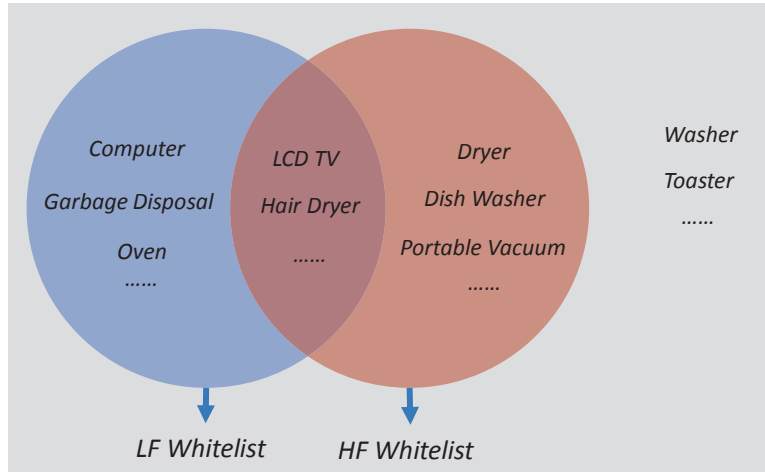 Computer
Garbage Disposal
Oven
......
LCD TV
Hair Dryer
......
Dryer
Dish Washer
Portable Vacuum
......
Washer
Toaster
......
LF Whitelist
HF Whitelist